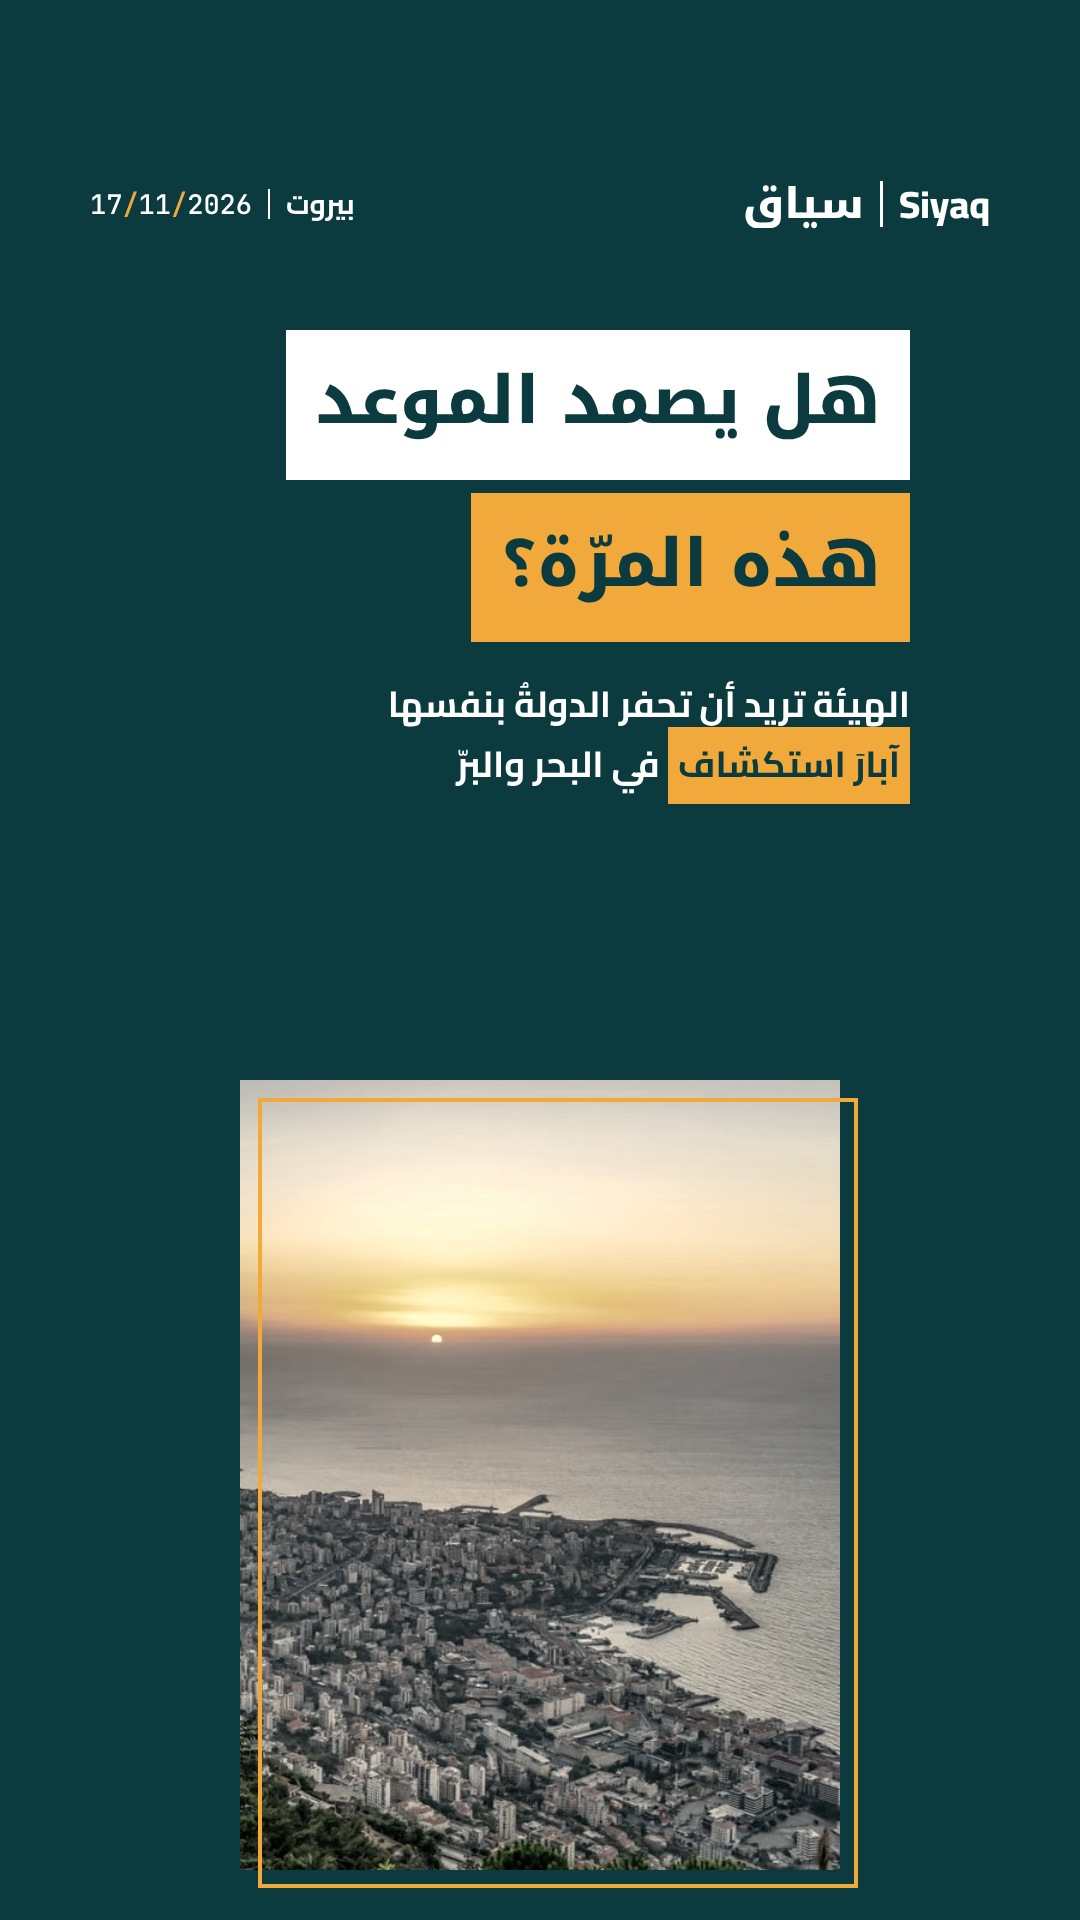 سياق | Siyaq
بيروت | 17/11/2026
هل يصمد الموعد
هذه المرّة؟
الهيئة تريد أن تحفر الدولةُ بنفسها
آبارَ استكشاف في البحر والبرّ